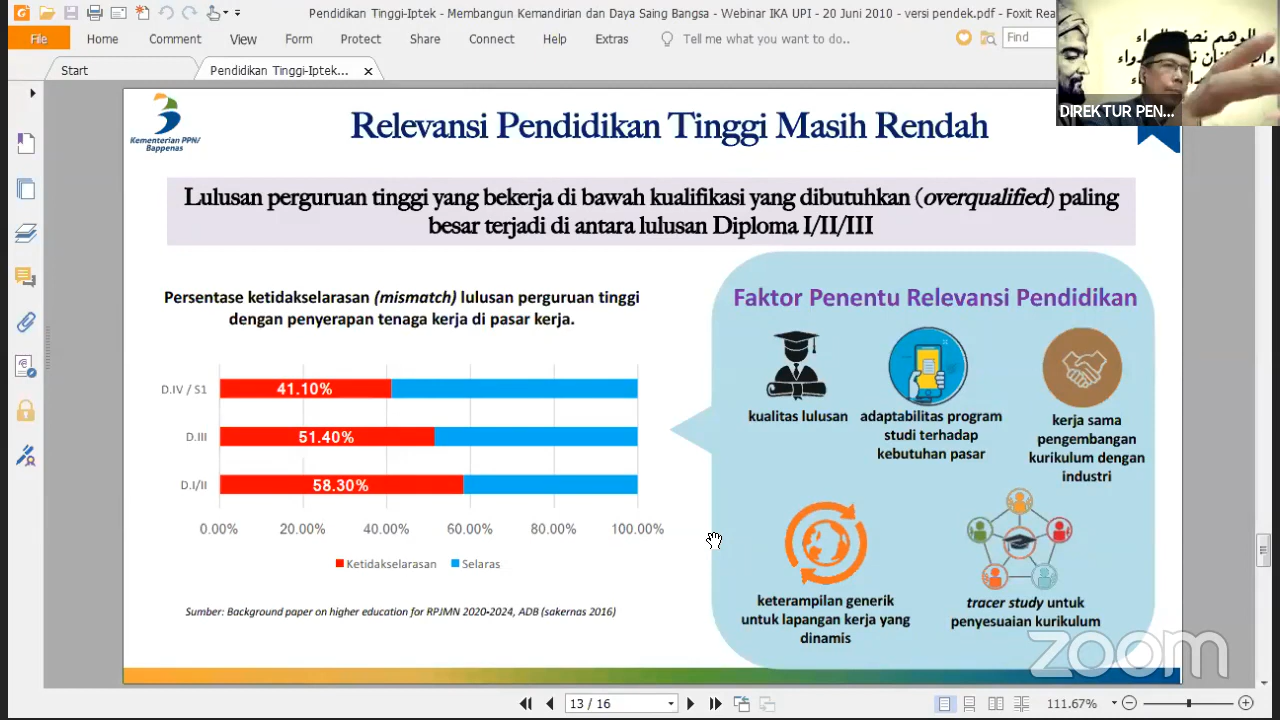 Pendidikan Tinggi-Iptek - Membangun Kemandirian dan Daya Saing Bangsa - Webinar IKA UPI - 20 Juni 2010 - versi pendek.pdf - Foxit Rea
File Home Comment View Form Protect Share Connect Help Extras Tell me what you want to do.. Find
Start Pendidikan Tinggi-Iptek...
DIREKTUR PEN...
Kementerian PPN/
Bappenas
Relevansi Pendidikan Tinggi Masih Rendah
Lulusan perguruan tinggi yang bekerja di bawah kualifikasi yang dibutuhkan (overqualified) paling
besar terjadi di antara lulusan Diploma I/II/III
Persentase ketidakselarasan (mismatch) lulusan perguruan tinggi
dengan penyerapan tenaga kerja di pasar kerja.
D.IV / S1 41.10%
D.III 51.40%
D.I/II 58.30%
0.00% 20.00% 40.00% 60.00% 80.00% 100.00%
Ketidakselarasan Selaras
Sumber: Background paper on higher education for RPJMN 2020-2024, ADB (sakernas 2016)
Faktor Penentu Relevansi Pendidikan
kualitas lulusan
adaptabilitas program
studi terhadap
kebutuhan pasar
kerja sama
pengembangan
kurikulum dengan
industri
keterampilan generik
untuk lapangan kerja yang
dinamis
tracer study untuk
penyesuaian kurikulum
zoom
13 / 16
111.67%